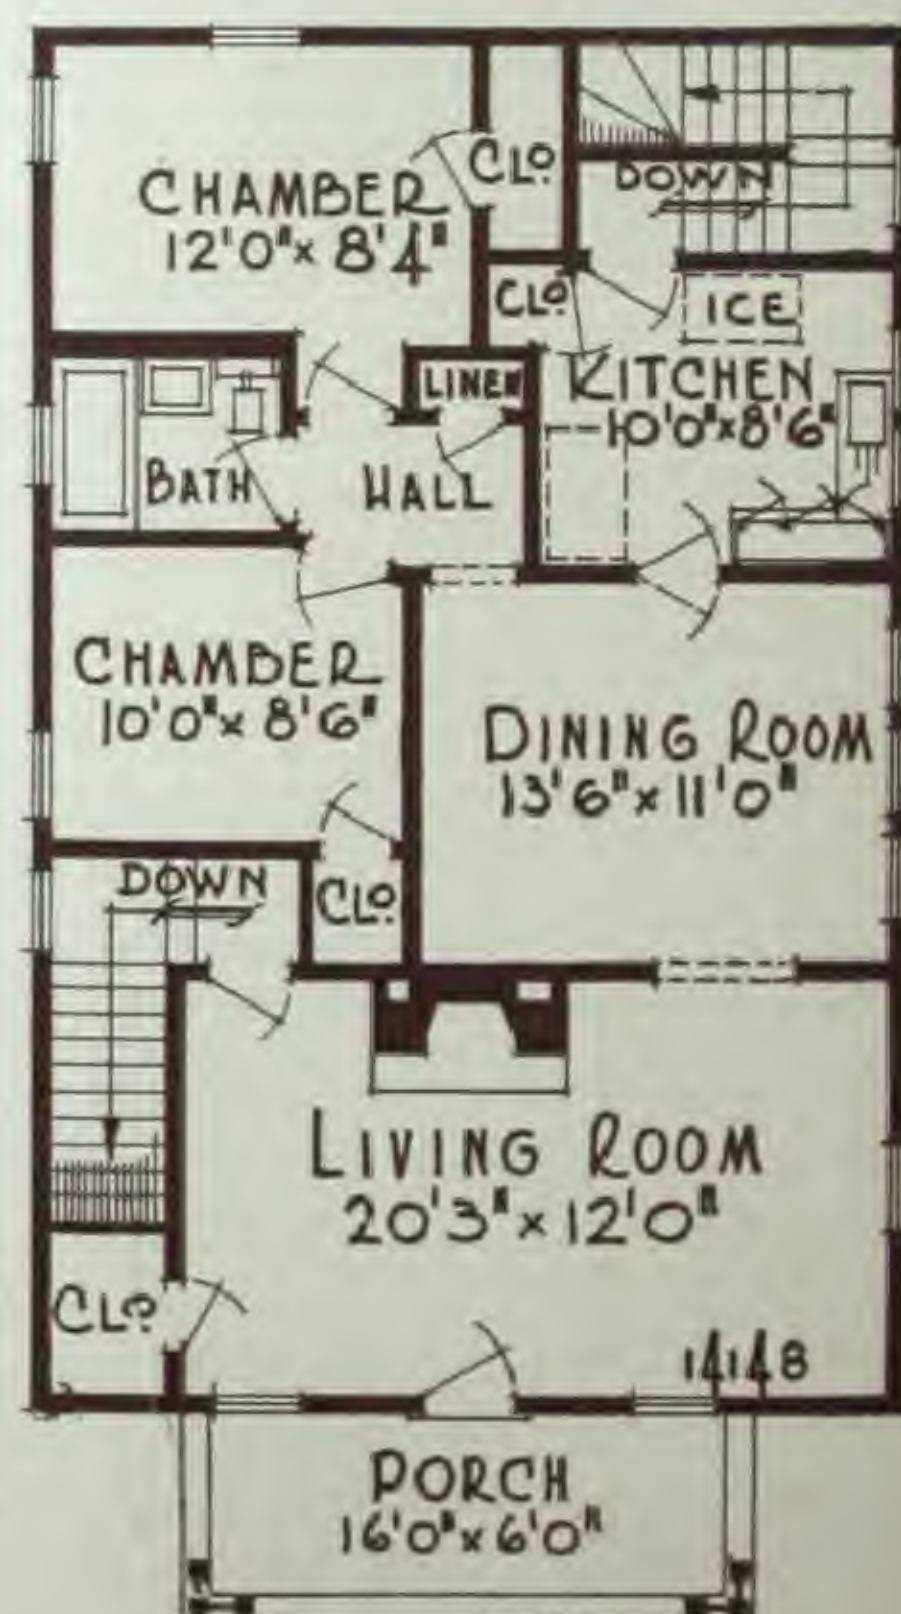 CHAMBER
12'0" x 8'4"
CLO.
DOWN
CLO.
ICE
LINEN
KITCHEN
10'0" x 8'6"
BATH
HALL
CHAMBER
10'0" x 8'6"
DINING ROOM
13'6" x 11'0"
DOWN
CLO.
LIVING ROOM
20'3" x 12'0"
CLO.
14148
PORCH
16'0" x 6'0"